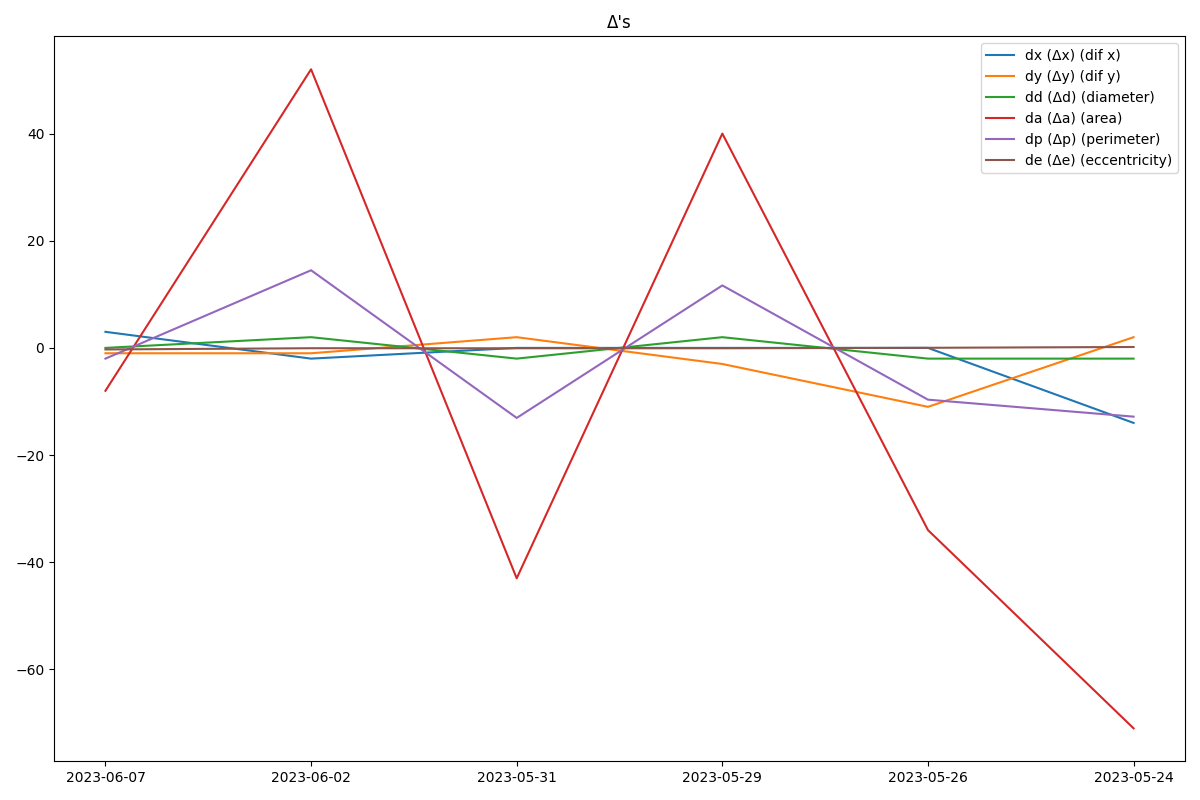 Δ's
dx (Δx) (dif x)
dy (Δy) (dif y)
dd (Δd) (diameter)
da (Δa) (area)
dp (Δp) (perimeter)
de (Δe) (eccentricity)
40
20
0
−20
−40
−60
2023-06-07 2023-06-02 2023-05-31 2023-05-29 2023-05-26 2023-05-24